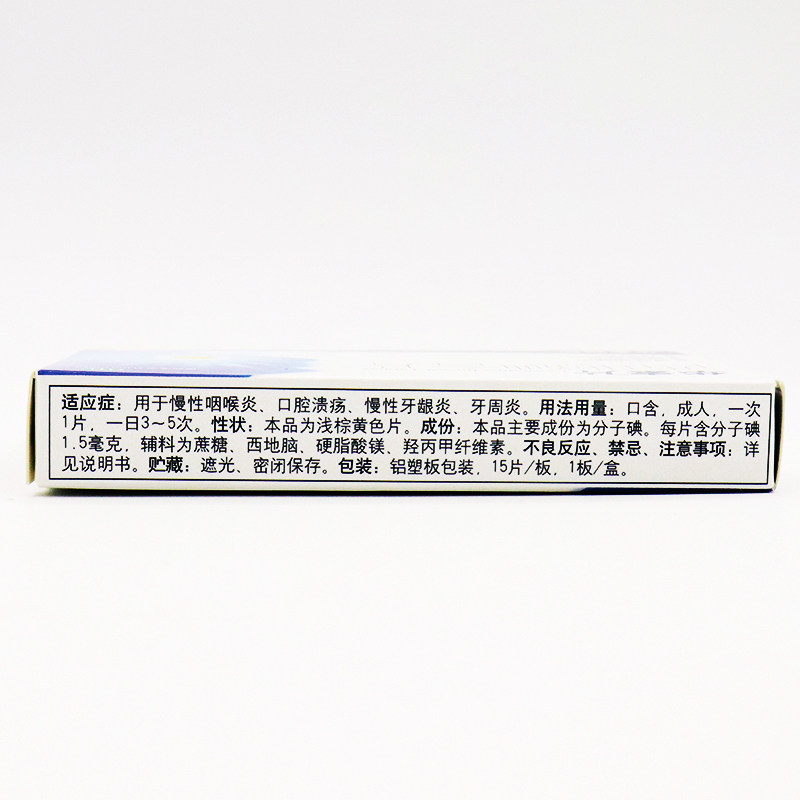 适应症：用于慢性咽喉炎、口腔溃疡、慢性牙龈炎、牙周炎。用法用量：口含，成人，一次
1片，一日3～5次。性状：本品为浅棕黄色片。成份：本品主要成份为分子碘。每片含分子碘
1.5毫克，辅料为蔗糖、西地脑、硬脂酸镁、羟丙甲纤维素。不良反应、禁忌、注意事项：详
见说明书。贮藏：遮光、密闭保存。包装：铝塑板包装，15片/板，1板/盒。